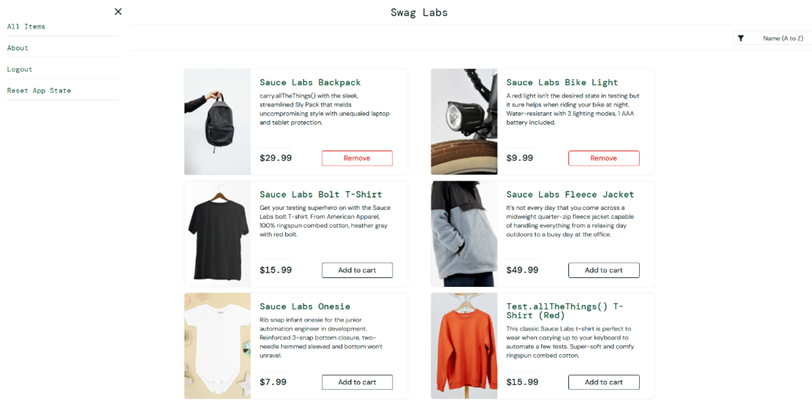 Swag Labs
All Items
About
Logout
Reset App State
Name (A to Z)
Sauce Labs Backpack
carry.allTheThings() with the sleek,
streamlined Sly Pack that melds
uncompromising style with unequaled laptop
and tablet protection.
$29.99
Remove
Sauce Labs Bike Light
A red light isn't the desired state in testing but
it sure helps when riding your bike at night.
Water-resistant with 3 lighting modes, 1 AAA
battery included.
$9.99
Remove
Sauce Labs Bolt T-Shirt
Get your testing superhero on with the Sauce
Labs bolt T-shirt. From American Apparel,
100% ringspun combed cotton, heather gray
with red bolt.
$15.99
Add to cart
Sauce Labs Fleece Jacket
It's not every day that you come across a
midweight quarter-zip fleece jacket capable
of handling everything from a relaxing day
outdoors to a busy day at the office.
$49.99
Add to cart
Sauce Labs Onesie
Rib snap infant onesie for the junior
automation engineer in development.
Reinforced 3-snap bottom closure, two-
needle hemmed sleeved and bottom won't
unravel.
$7.99
Add to cart
Test.allTheThings() T-
Shirt (Red)
This classic Sauce Labs t-shirt is perfect to
wear when cozying up to your keyboard to
automate a few tests. Super-soft and comfy
ringspun combed cotton.
$15.99
Add to cart